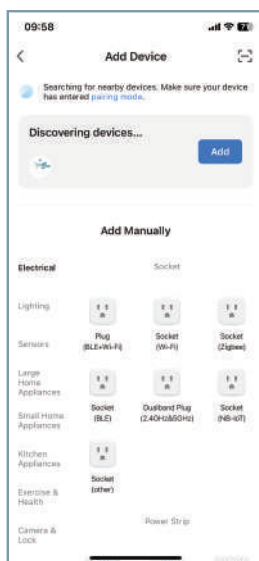 09:58
Add Device
Searching for nearby devices. Make sure your device
has entered pairing mode.
Discovering devices...
Add
Add Manually
Electrical
Socket
Lighting
Plug
(BLE+Wi-Fi)
Socket
(Wi-Fi)
Socket
(Zigbee)
Sensors
Large
Home
Appliances
Socket
(BLE)
Dualband Plug
(2.4GHz&5GHz)
Socket
(NB-IoT)
Small Home
Appliances
Kitchen
Appliances
Socket
(other)
Exercise &
Health
Power Strip
Camera &
Lock